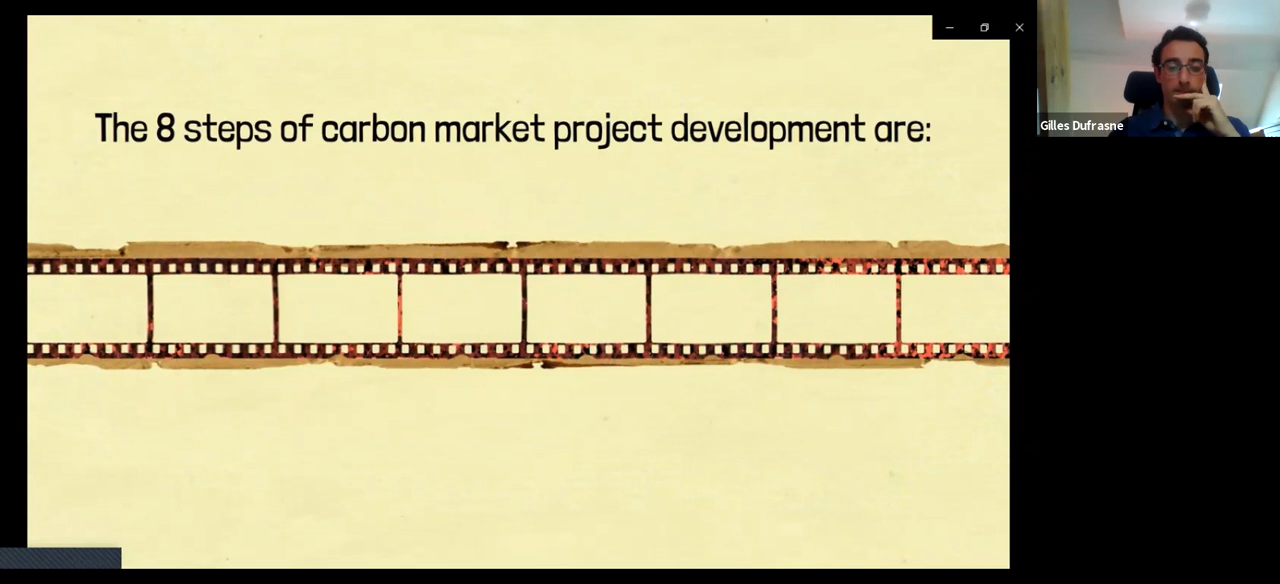 The 8 steps of carbon market project development are:
Gilles Dufrasne